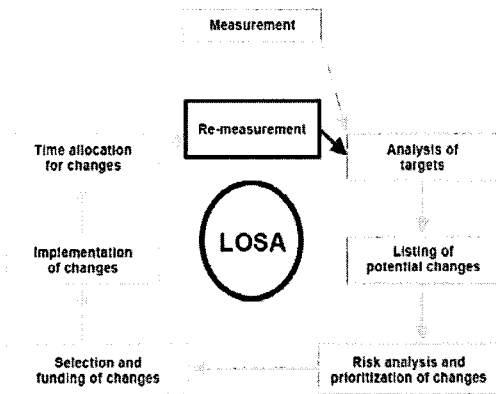 Measurement
Re-measurement
Time allocation
for changes
Analysis of
targets
LOSA
Implementation
of changes
Listing of
potential changes
Selection and
funding of changes
Risk analysis and
prioritization of changes